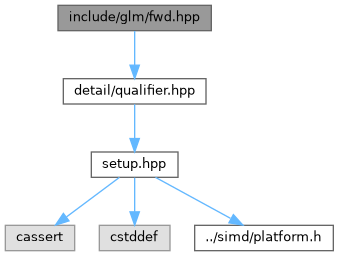 include/glm/fwd.hpp
detail/qualifier.hpp
setup.hpp
cassert
cstddef
../simd/platform.h